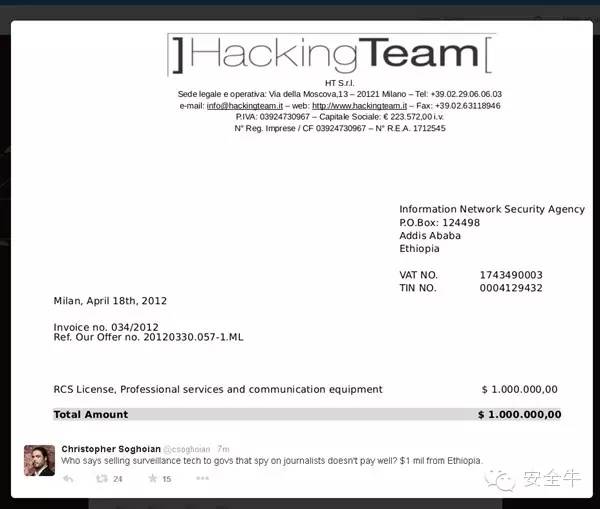 ]HackingTeam[
HT S.r.l.
Sede legale e operativa: Via della Moscova,13 – 20121 Milano – Tel: +39.02.29.06.06.03
e-mail: info@hackingteam.it – web: http://www.hackingteam.it – Fax: +39.02.63118946
P.IVA: 03924730967 – Capitale Sociale: € 223.572,00 i.v.
N° Reg. Imprese / CF 03924730967 – N° R.E.A. 1712545
Information Network Security Agency
P.O.Box: 124498
Addis Ababa
Ethiopia
VAT NO. 1743490003
TIN NO. 0004129432
Milan, April 18th, 2012
Invoice no. 034/2012
Ref. Our Offer no. 20120330.057-1.ML
RCS License, Professional services and communication equipment $ 1.000.000,00
Total Amount $ 1.000.000,00
Christopher Soghoian @csoghoian 7m
Who says selling surveillance tech to govs that spy on journalists doesn't pay well? $1 mil from Ethiopia.
24 15
安全牛